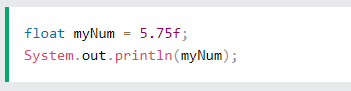 float myNum = 5.75f;
System.out.println(myNum);